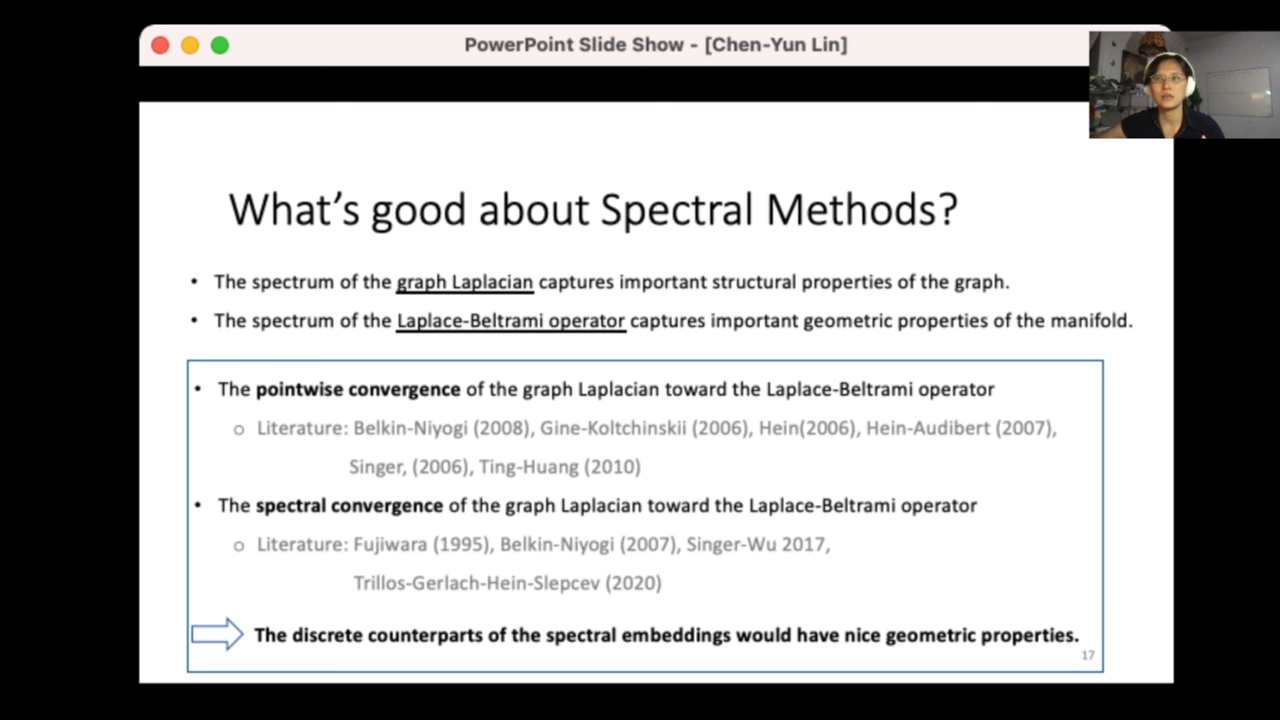 PowerPoint Slide Show - [Chen-Yun Lin]
What's good about Spectral Methods?
• The spectrum of the graph Laplacian captures important structural properties of the graph.
• The spectrum of the Laplace-Beltrami operator captures important geometric properties of the manifold.
• The pointwise convergence of the graph Laplacian toward the Laplace-Beltrami operator
o Literature: Belkin-Niyogi (2008), Gine-Koltchinskii (2006), Hein(2006), Hein-Audibert (2007),
Singer, (2006), Ting-Huang (2010)
• The spectral convergence of the graph Laplacian toward the Laplace-Beltrami operator
o Literature: Fujiwara (1995), Belkin-Niyogi (2007), Singer-Wu 2017,
Trillos-Gerlach-Hein-Slepcev (2020)
The discrete counterparts of the spectral embeddings would have nice geometric properties.
17